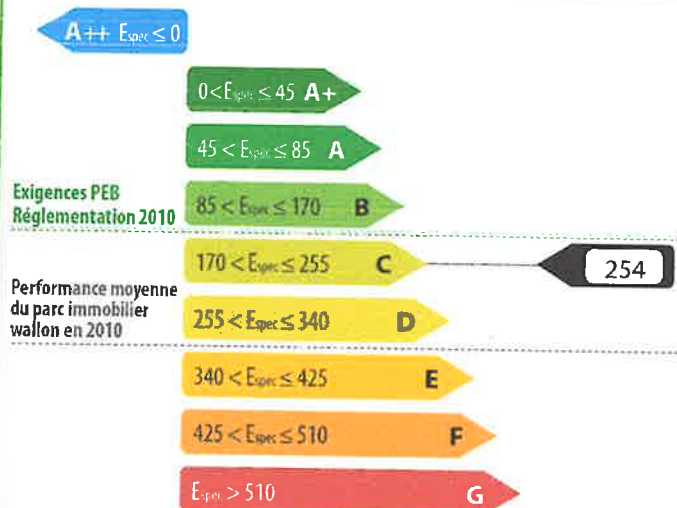 A++ Espec ≤ 0
0 < Espec ≤ 45 A+
45 < Espec ≤ 85 A
Exigences PEB
Réglementation 2010
85 < Espec ≤ 170 B
170 < Espec ≤ 255 C
254
Performance moyenne
du parc immobilier
wallon en 2010
255 < Espec ≤ 340 D
340 < Espec ≤ 425 E
425 < Espec ≤ 510 F
Espec > 510 G